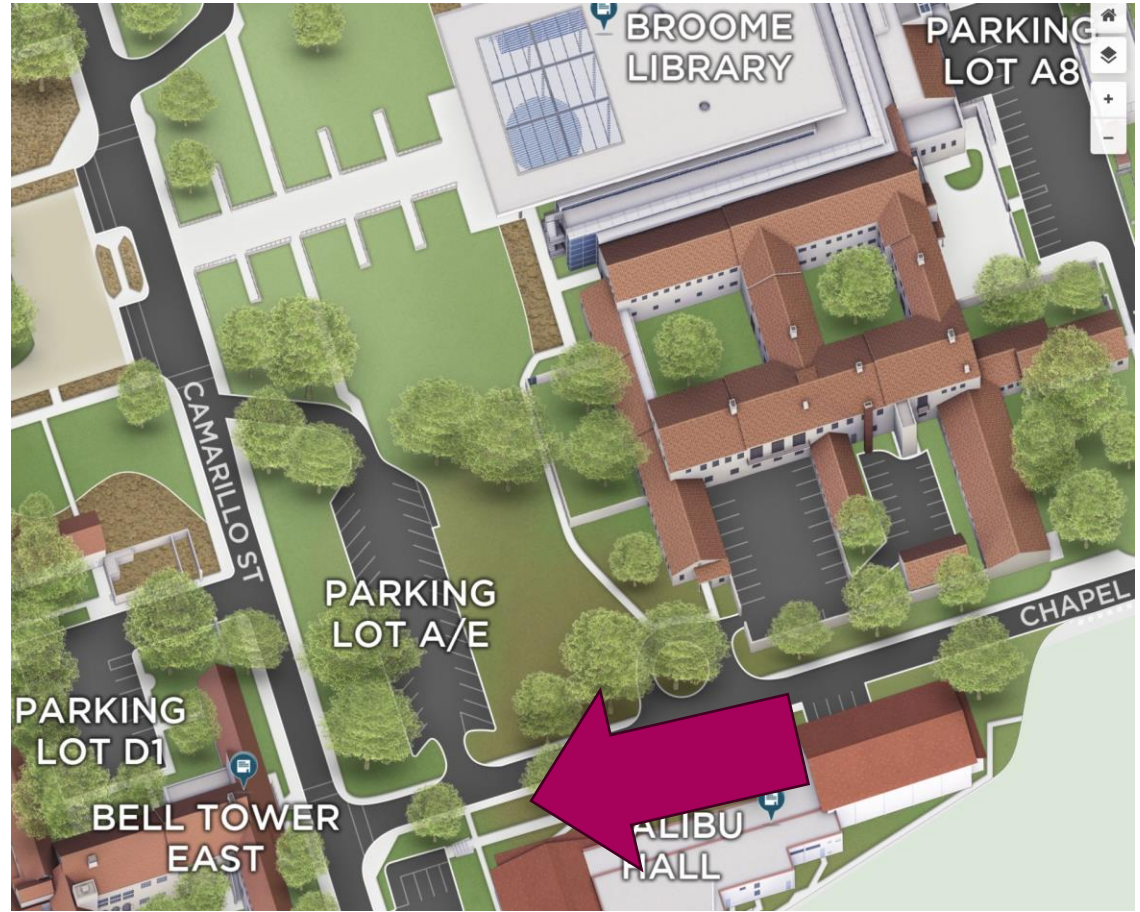 BROOME
LIBRARY
PARKING
LOT A8
CAMARILLO ST
PARKING
LOT A/E
CHAPEL
PARKING
LOT D1
BELL TOWER
EAST
ALIBU
HALL